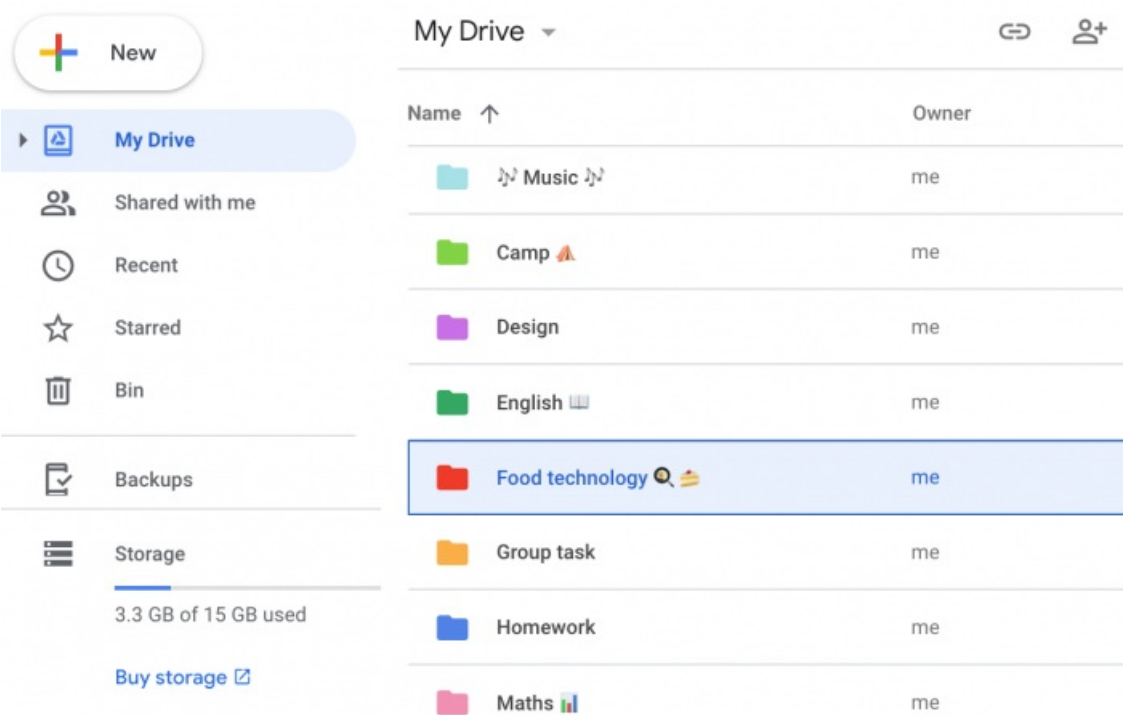 New
My Drive
Shared with me
Recent
Starred
Bin
Backups
Storage
3.3 GB of 15 GB used
Buy storage
My Drive
Name Owner
🎶 Music 🎶 me
Camp ⛺ me
Design me
English 📖 me
Food technology 🍳 🍰 me
Group task me
Homework me
Maths 📊 me